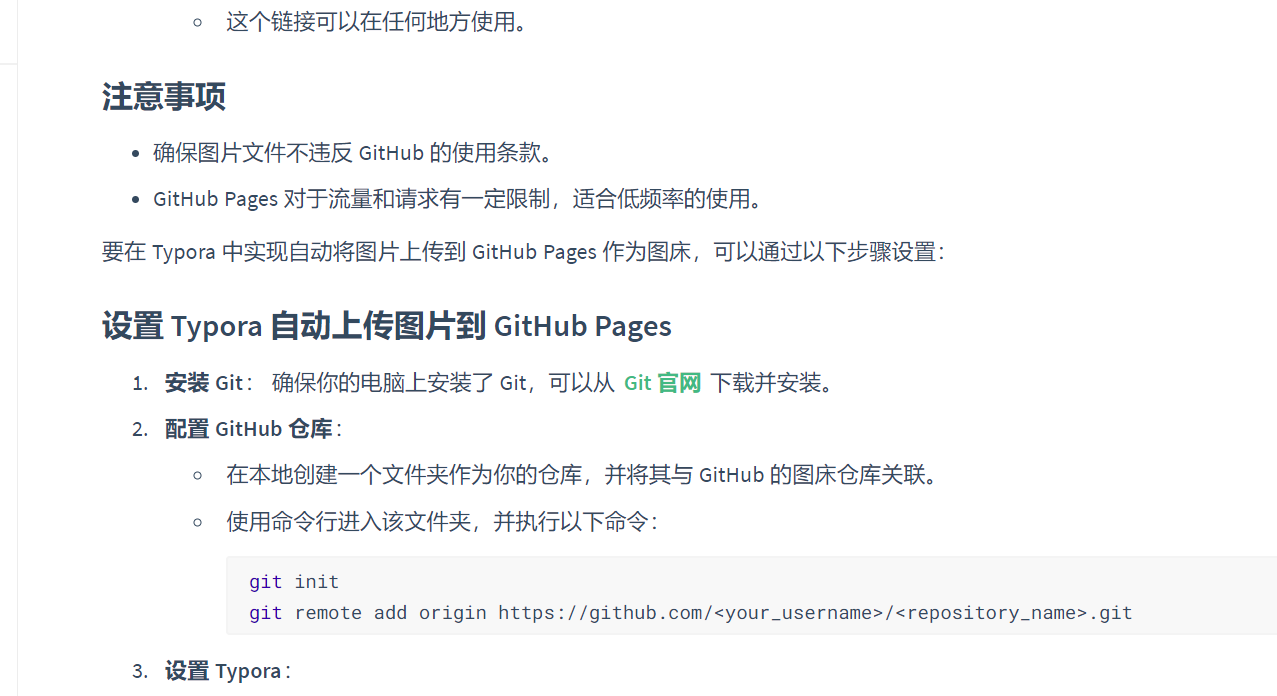 这个链接可以在任何地方使用。
注意事项
确保图片文件不违反 GitHub 的使用条款。
GitHub Pages 对于流量和请求有一定限制，适合低频率的使用。
要在 Typora 中实现自动将图片上传到 GitHub Pages 作为图床，可以通过以下步骤设置：
设置 Typora 自动上传图片到 GitHub Pages
1. 安装 Git： 确保你的电脑上安装了 Git，可以从 Git 官网 下载并安装。
2. 配置 GitHub 仓库：
在本地创建一个文件夹作为你的仓库，并将其与 GitHub 的图床仓库关联。
使用命令行进入该文件夹，并执行以下命令：
git init
git remote add origin https://github.com/<your_username>/<repository_name>.git
3. 设置 Typora：